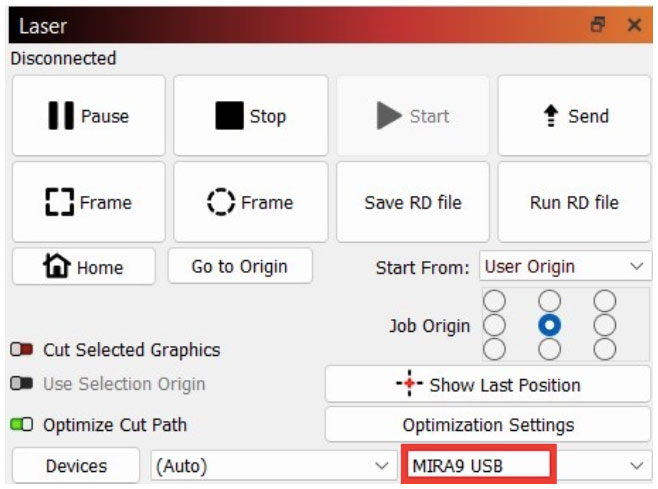 Laser
Disconnected
Pause Stop Start Send
Frame Frame Save RD file Run RD file
Home Go to Origin Start From: User Origin
Job Origin
Cut Selected Graphics
Use Selection Origin Show Last Position
Optimize Cut Path Optimization Settings
Devices (Auto) MIRA9 USB